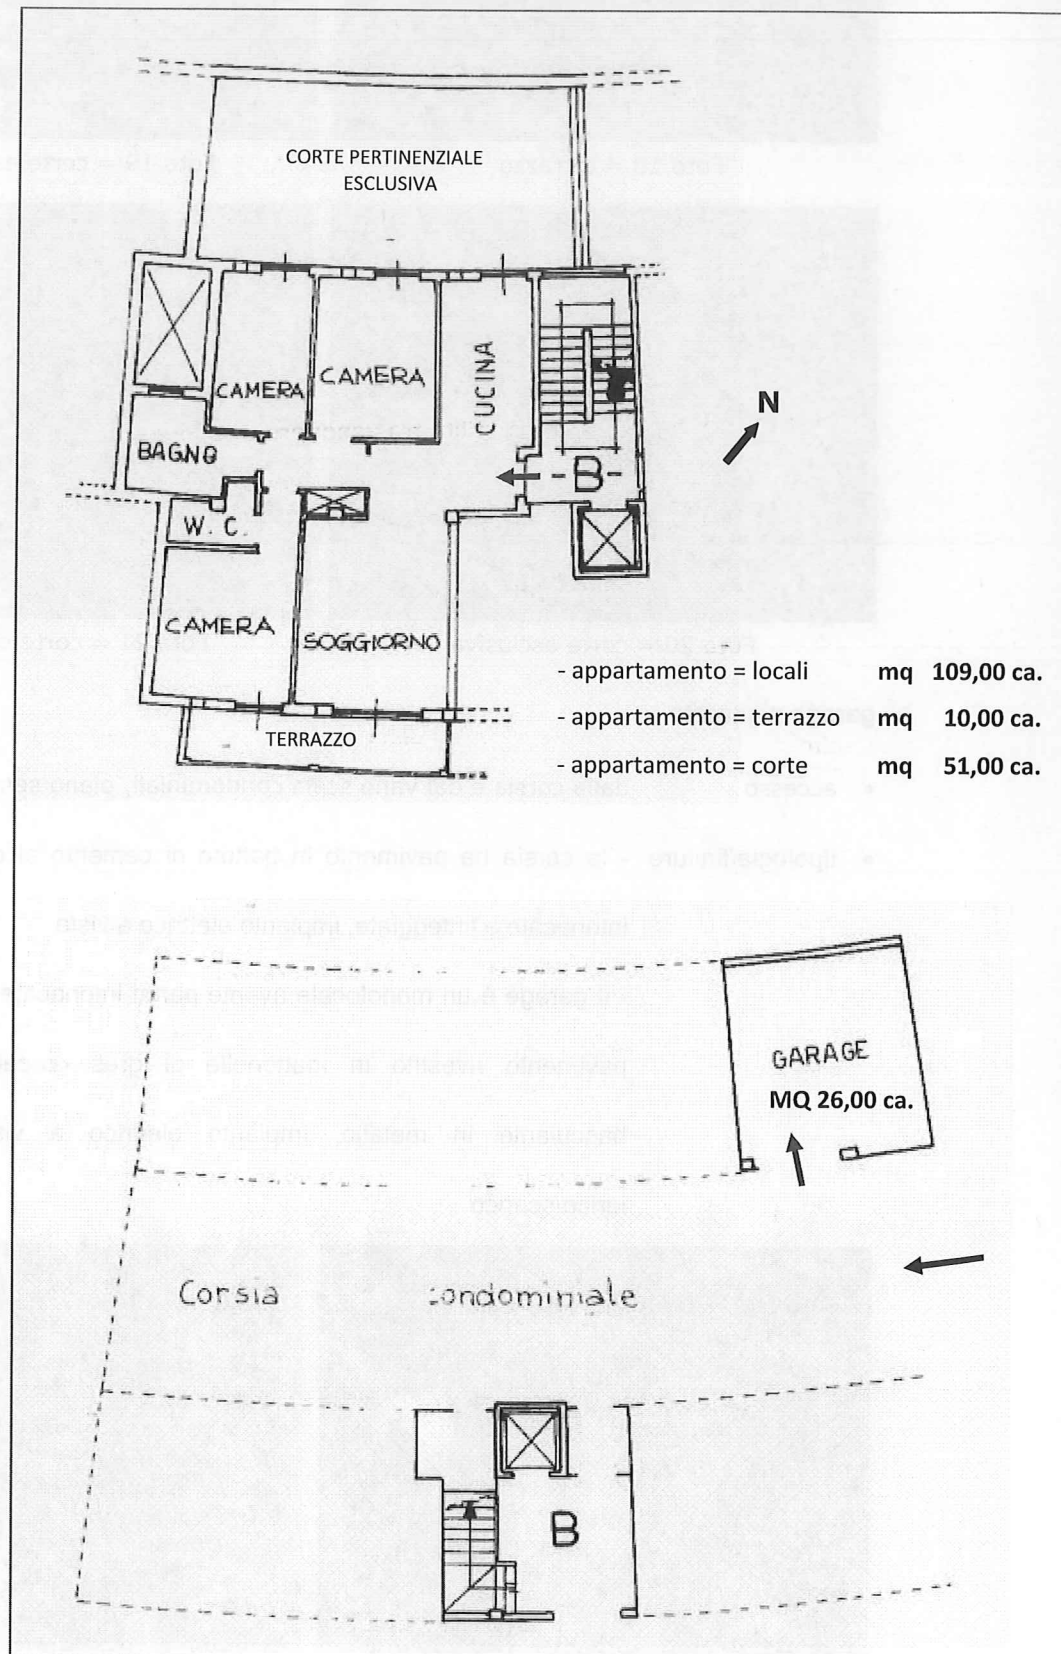 CORTE PERTINENZIALE
ESCLUSIVA
CAMERA
CAMERA
CUCINA
BAGNO
N
- B -
W. C.
CAMERA
SOGGIORNO
TERRAZZO
- appartamento = locali mq 109,00 ca.
- appartamento = terrazzo mq 10,00 ca.
- appartamento = corte mq 51,00 ca.
GARAGE
MQ 26,00 ca.
Corsia condominiale
B